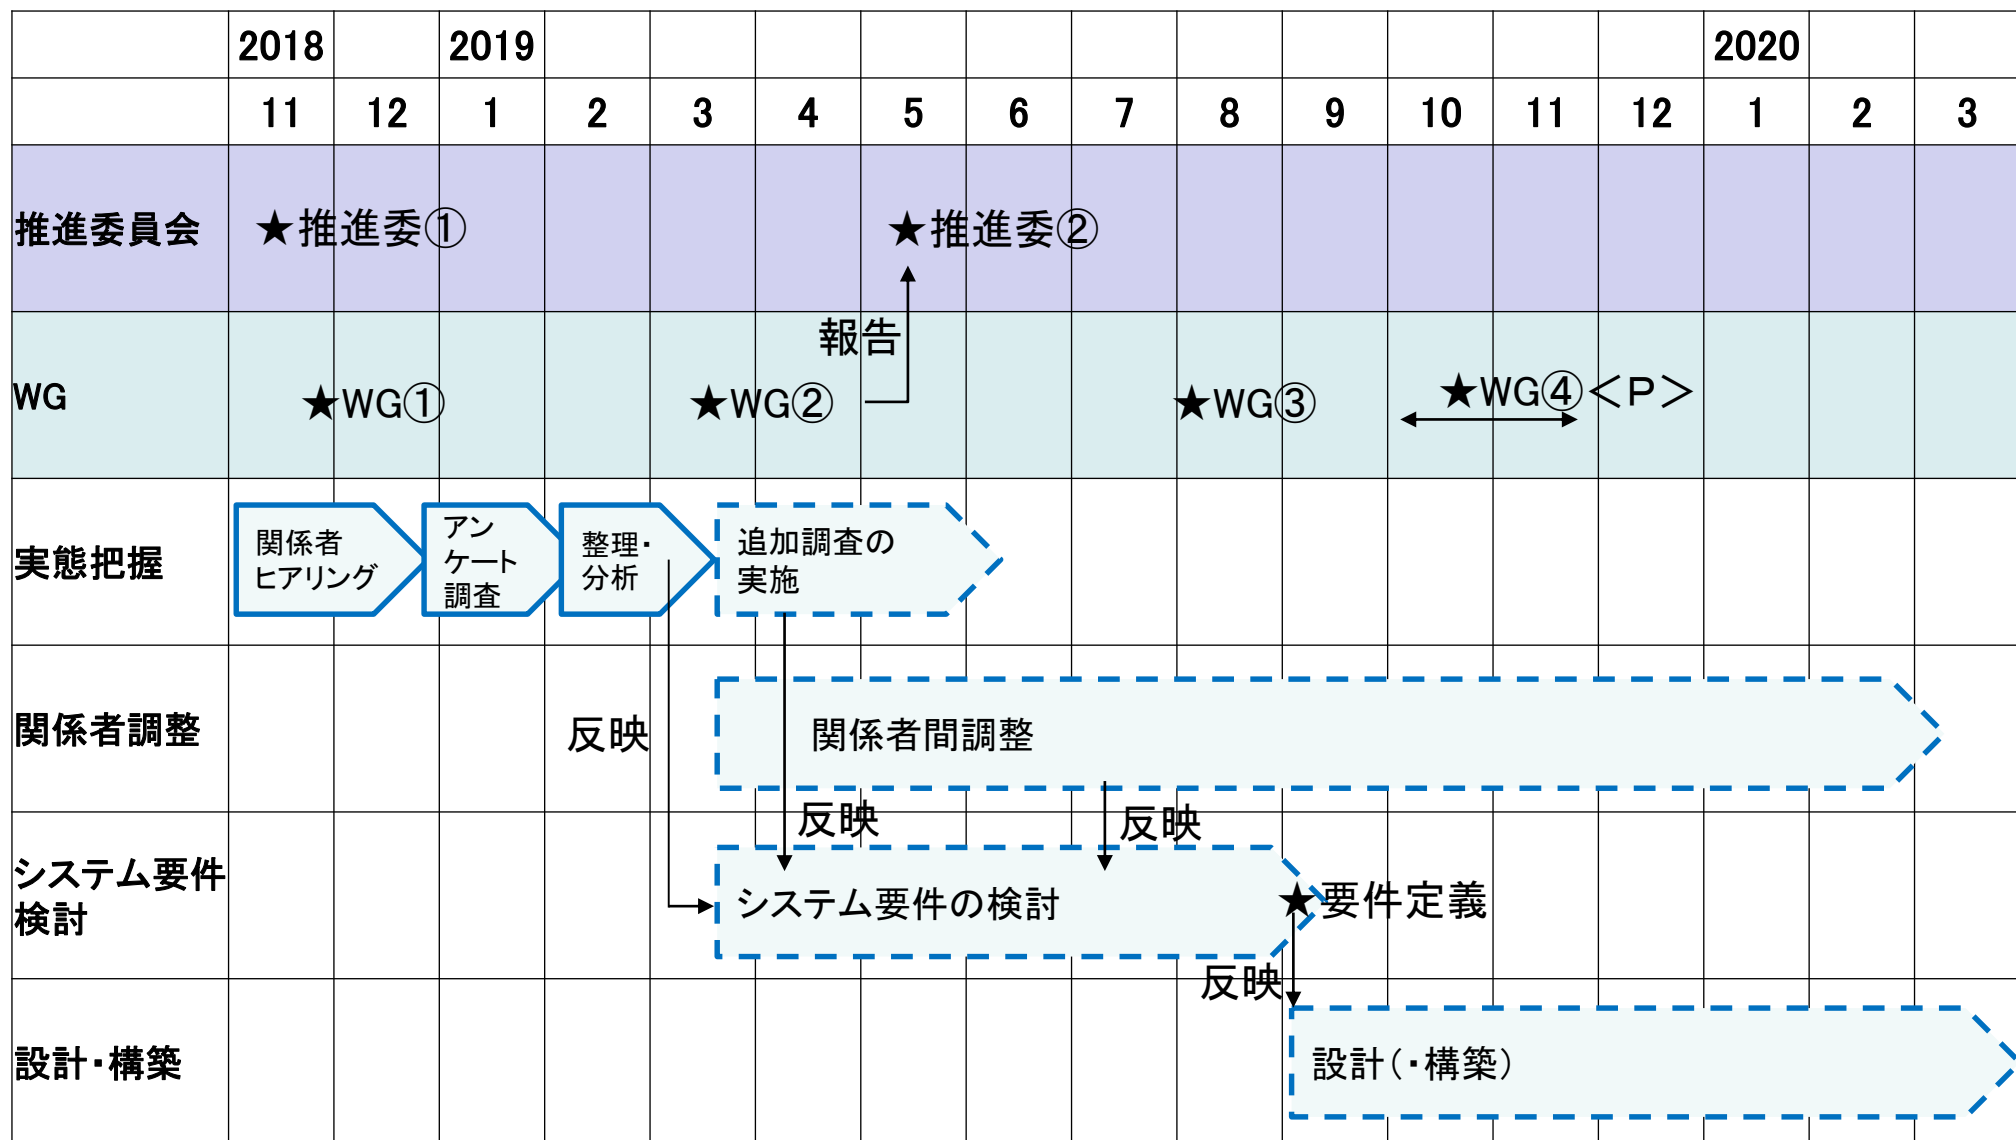 2018 2019 2020
11 12 1 2 3 4 5 6 7 8 9 10 11 12 1 2 3
推進委員会
★推進委①
★推進委②
報告
WG
★WG①
★WG②
★WG③
★WG④<P>
実態把握
関係者
ヒアリング
アン
ケート
調査
整理・
分析
追加調査の
実施
関係者調整
反映
関係者間調整
反映
反映
システム要件
検討
システム要件の検討
★要件定義
反映
設計・構築
設計(・構築)